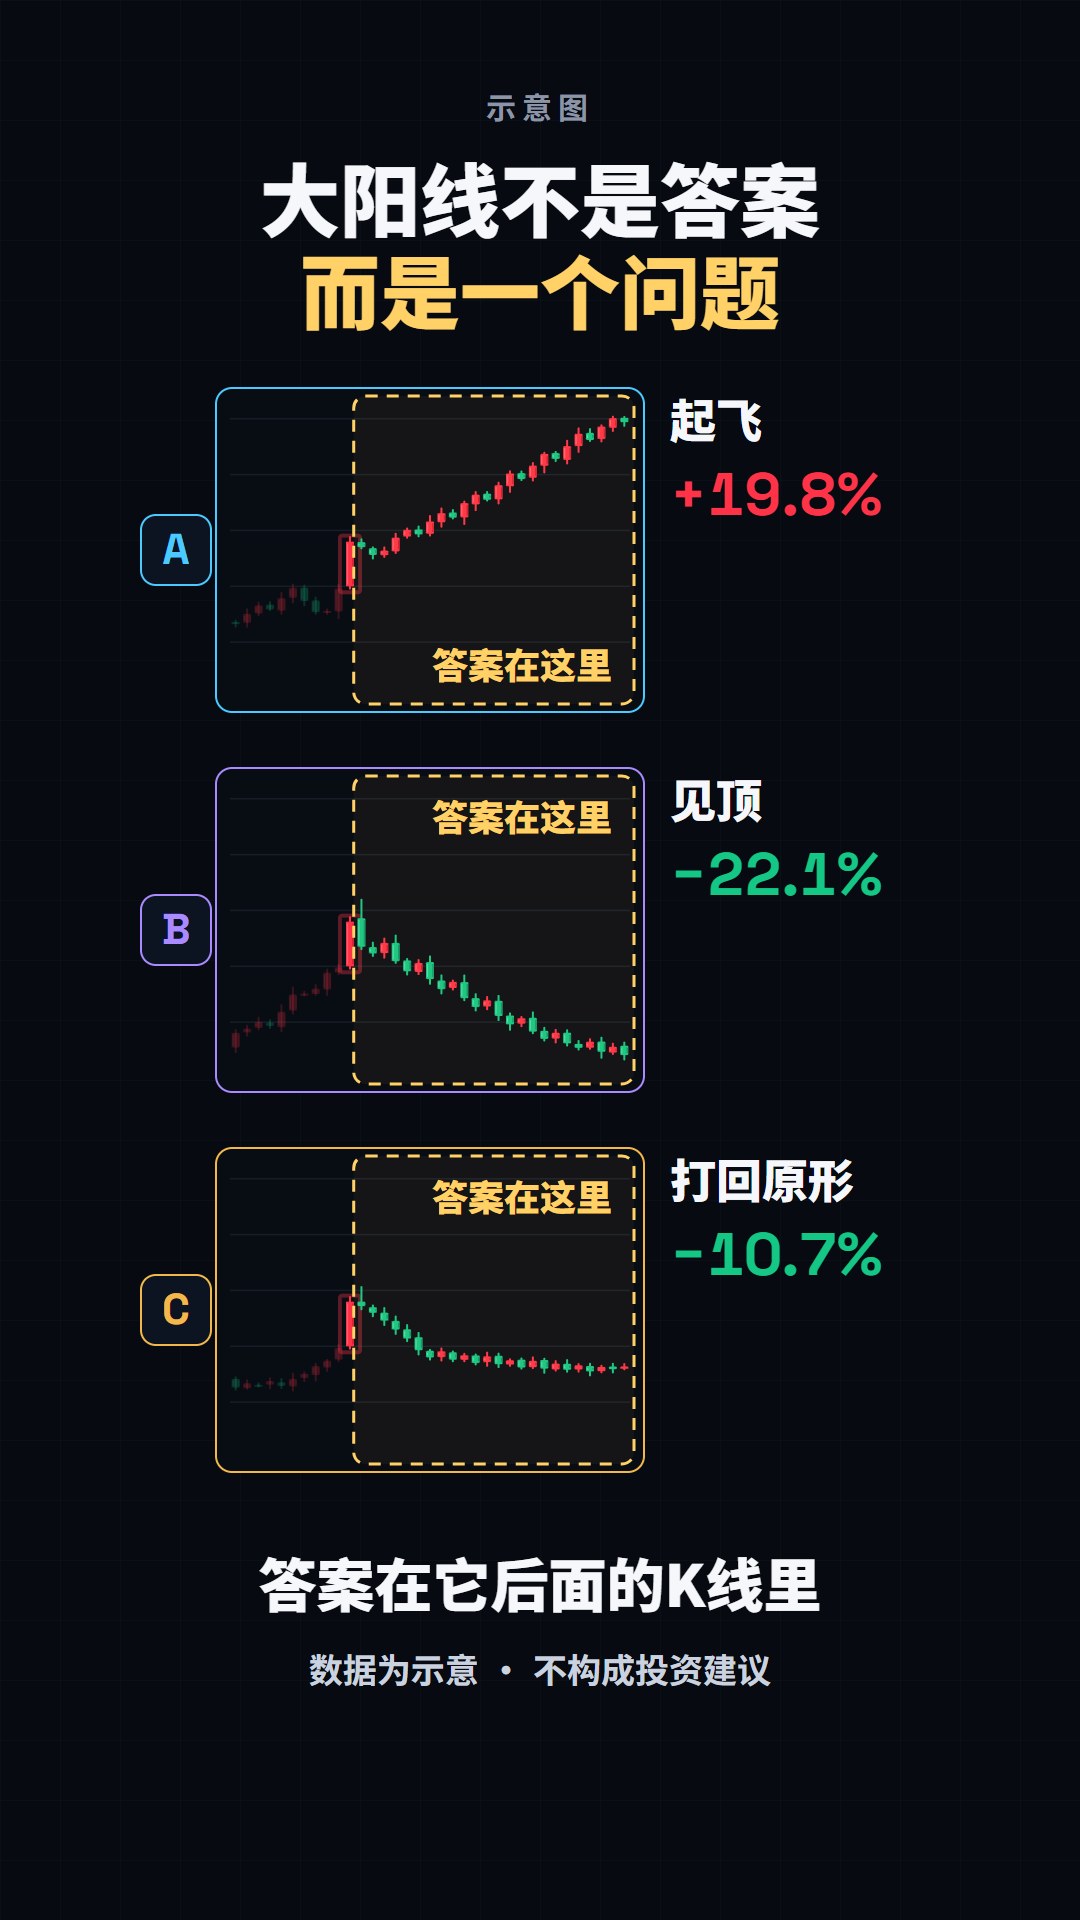 示意图
大阳线不是答案
而是一个问题
A
答案在这里
起飞
+19.8%
B
答案在这里
见顶
-22.1%
C
答案在这里
打回原形
-10.7%
答案在它后面的K线里
数据为示意 · 不构成投资建议